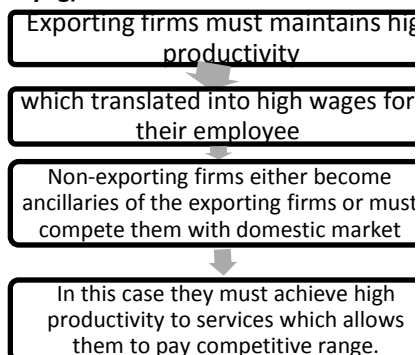 Exporting firms must maintains hig
productivity
which translated into high wages for
their employee
Non-exporting firms either become
ancillaries of the exporting firms or must
compete them with domestic market
In this case they must achieve high
productivity to services which allows
them to pay competitive range.